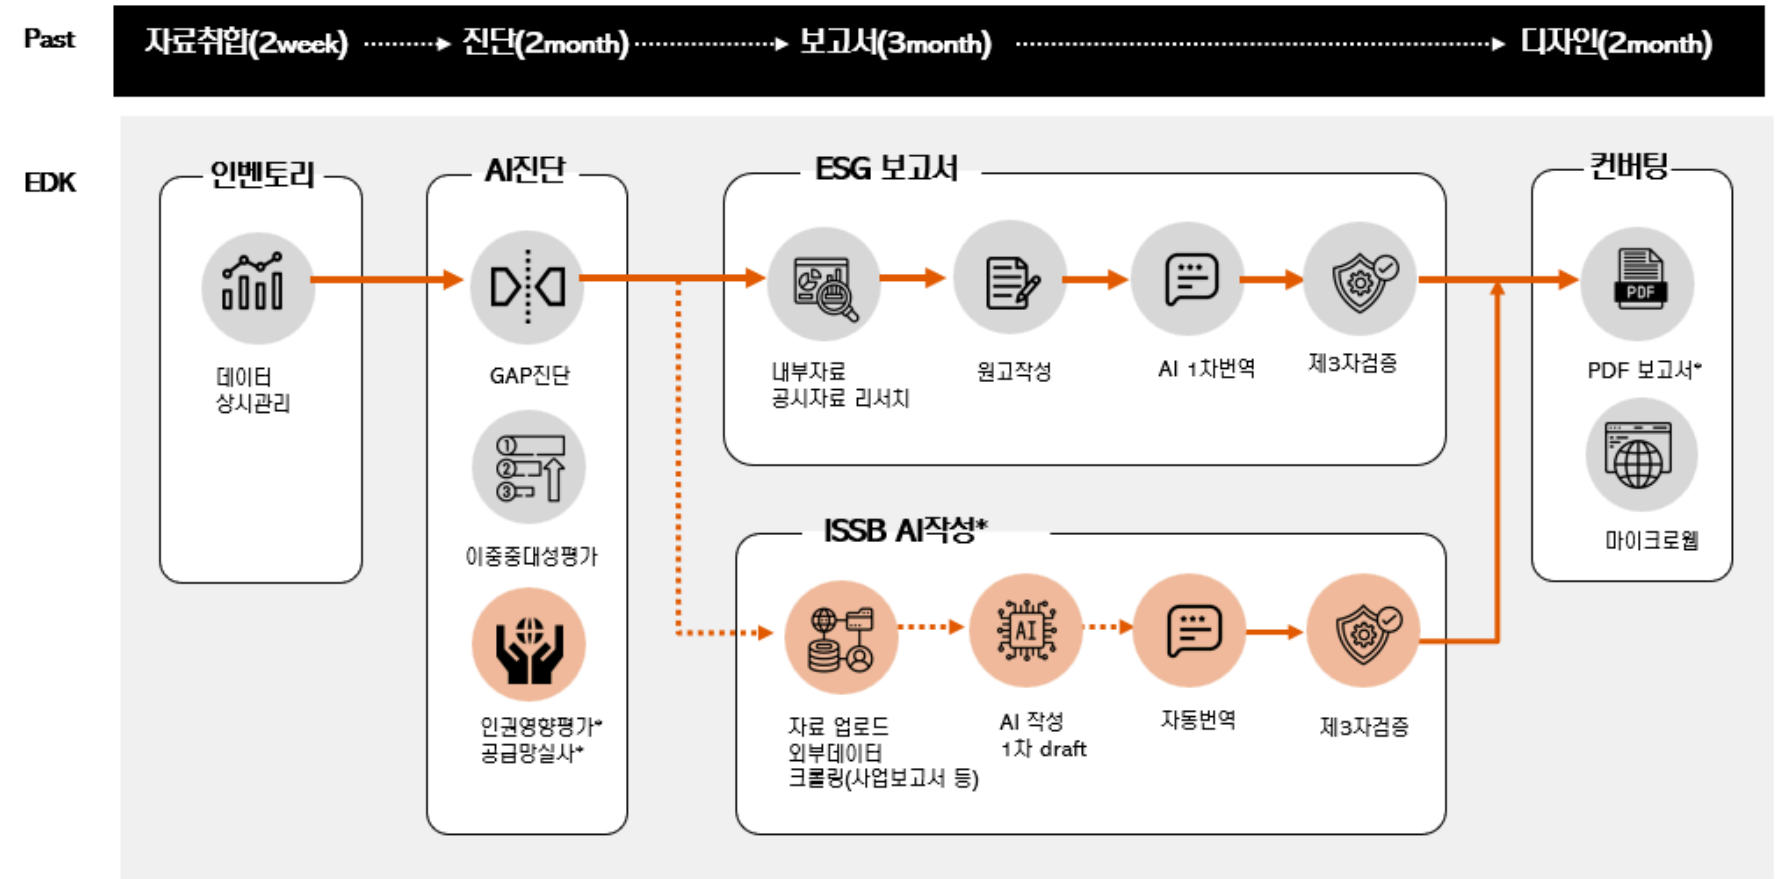 Past
자료취합(2week)
진단(2month)
보고서(3month)
디자인(2month)
EDK
인벤토리
데이터
상시관리
AI진단
GAP진단
이중중대성평가
인권영향평가*
공급망실사*
ESG 보고서
내부자료
공시자료 리서치
원고작성
AI 1차번역
제3자검증
ISSB AI작성*
자료 업로드
외부데이터
크롤링(사업보고서 등)
AI
AI 작성
1차 draft
자동번역
제3자검증
컨버팅
PDF
PDF 보고서*
마이크로웹
1
2
3